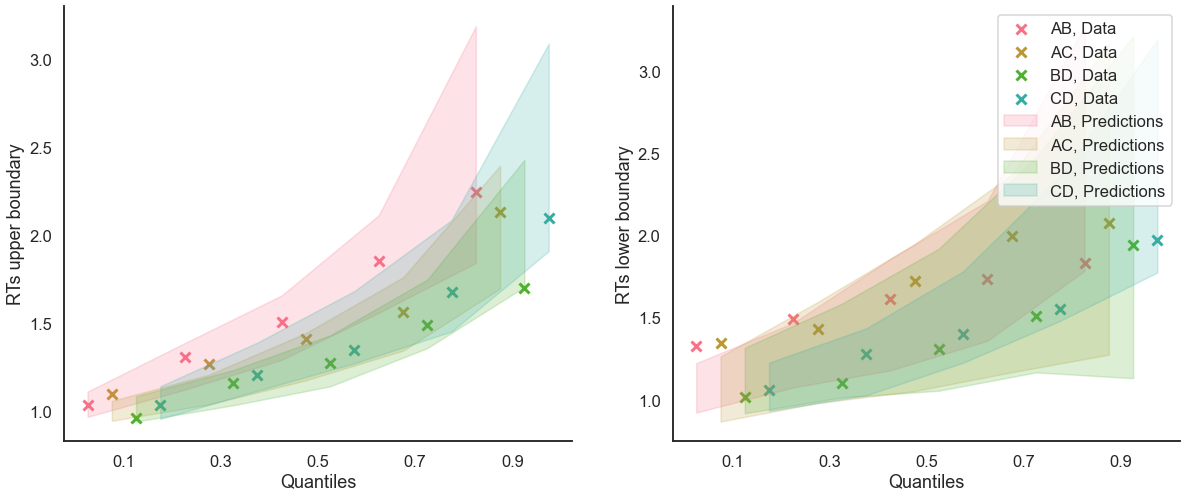 RTs upper boundary
3.0
2.5
2.0
1.5
1.0
0.1 0.3 0.5 0.7 0.9
Quantiles
RTs lower boundary
3.0
2.5
2.0
1.5
1.0
0.1 0.3 0.5 0.7 0.9
Quantiles
AB, Data
AC, Data
BD, Data
CD, Data
AB, Predictions
AC, Predictions
BD, Predictions
CD, Predictions